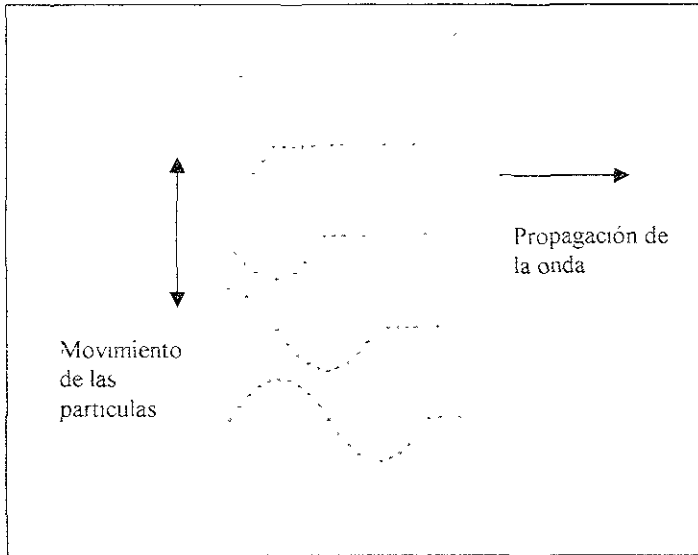 Propagación de
la onda
Movimiento
de las
particulas